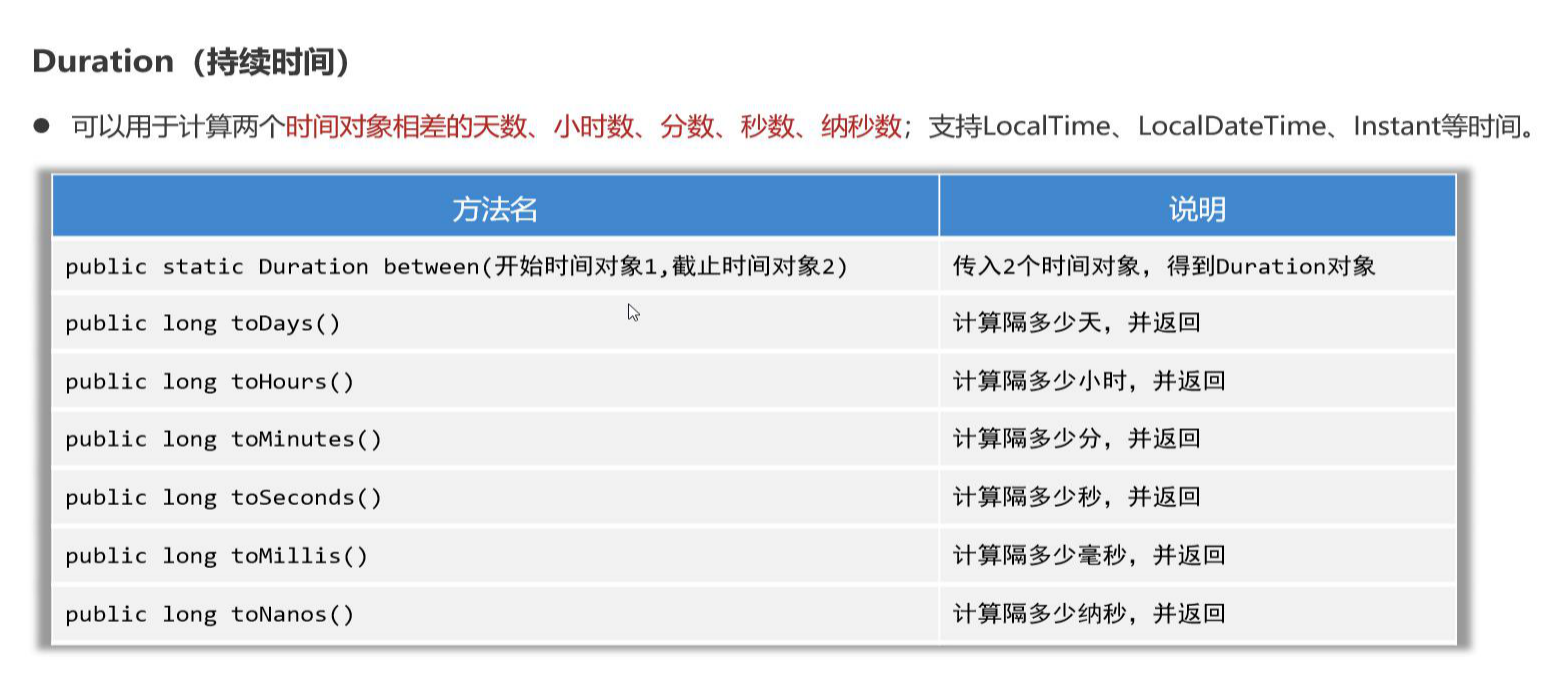 Duration（持续时间）
● 可以用于计算两个时间对象相差的天数、小时数、分数、秒数、纳秒数；支持LocalTime、LocalDateTime、Instant等时间。
方法名 说明
public static Duration between(开始时间对象1,截止时间对象2) 传入2个时间对象，得到Duration对象
public long toDays() 计算隔多少天，并返回
public long toHours() 计算隔多少小时，并返回
public long toMinutes() 计算隔多少分，并返回
public long toSeconds() 计算隔多少秒，并返回
public long toMillis() 计算隔多少毫秒，并返回
public long toNanos() 计算隔多少纳秒，并返回